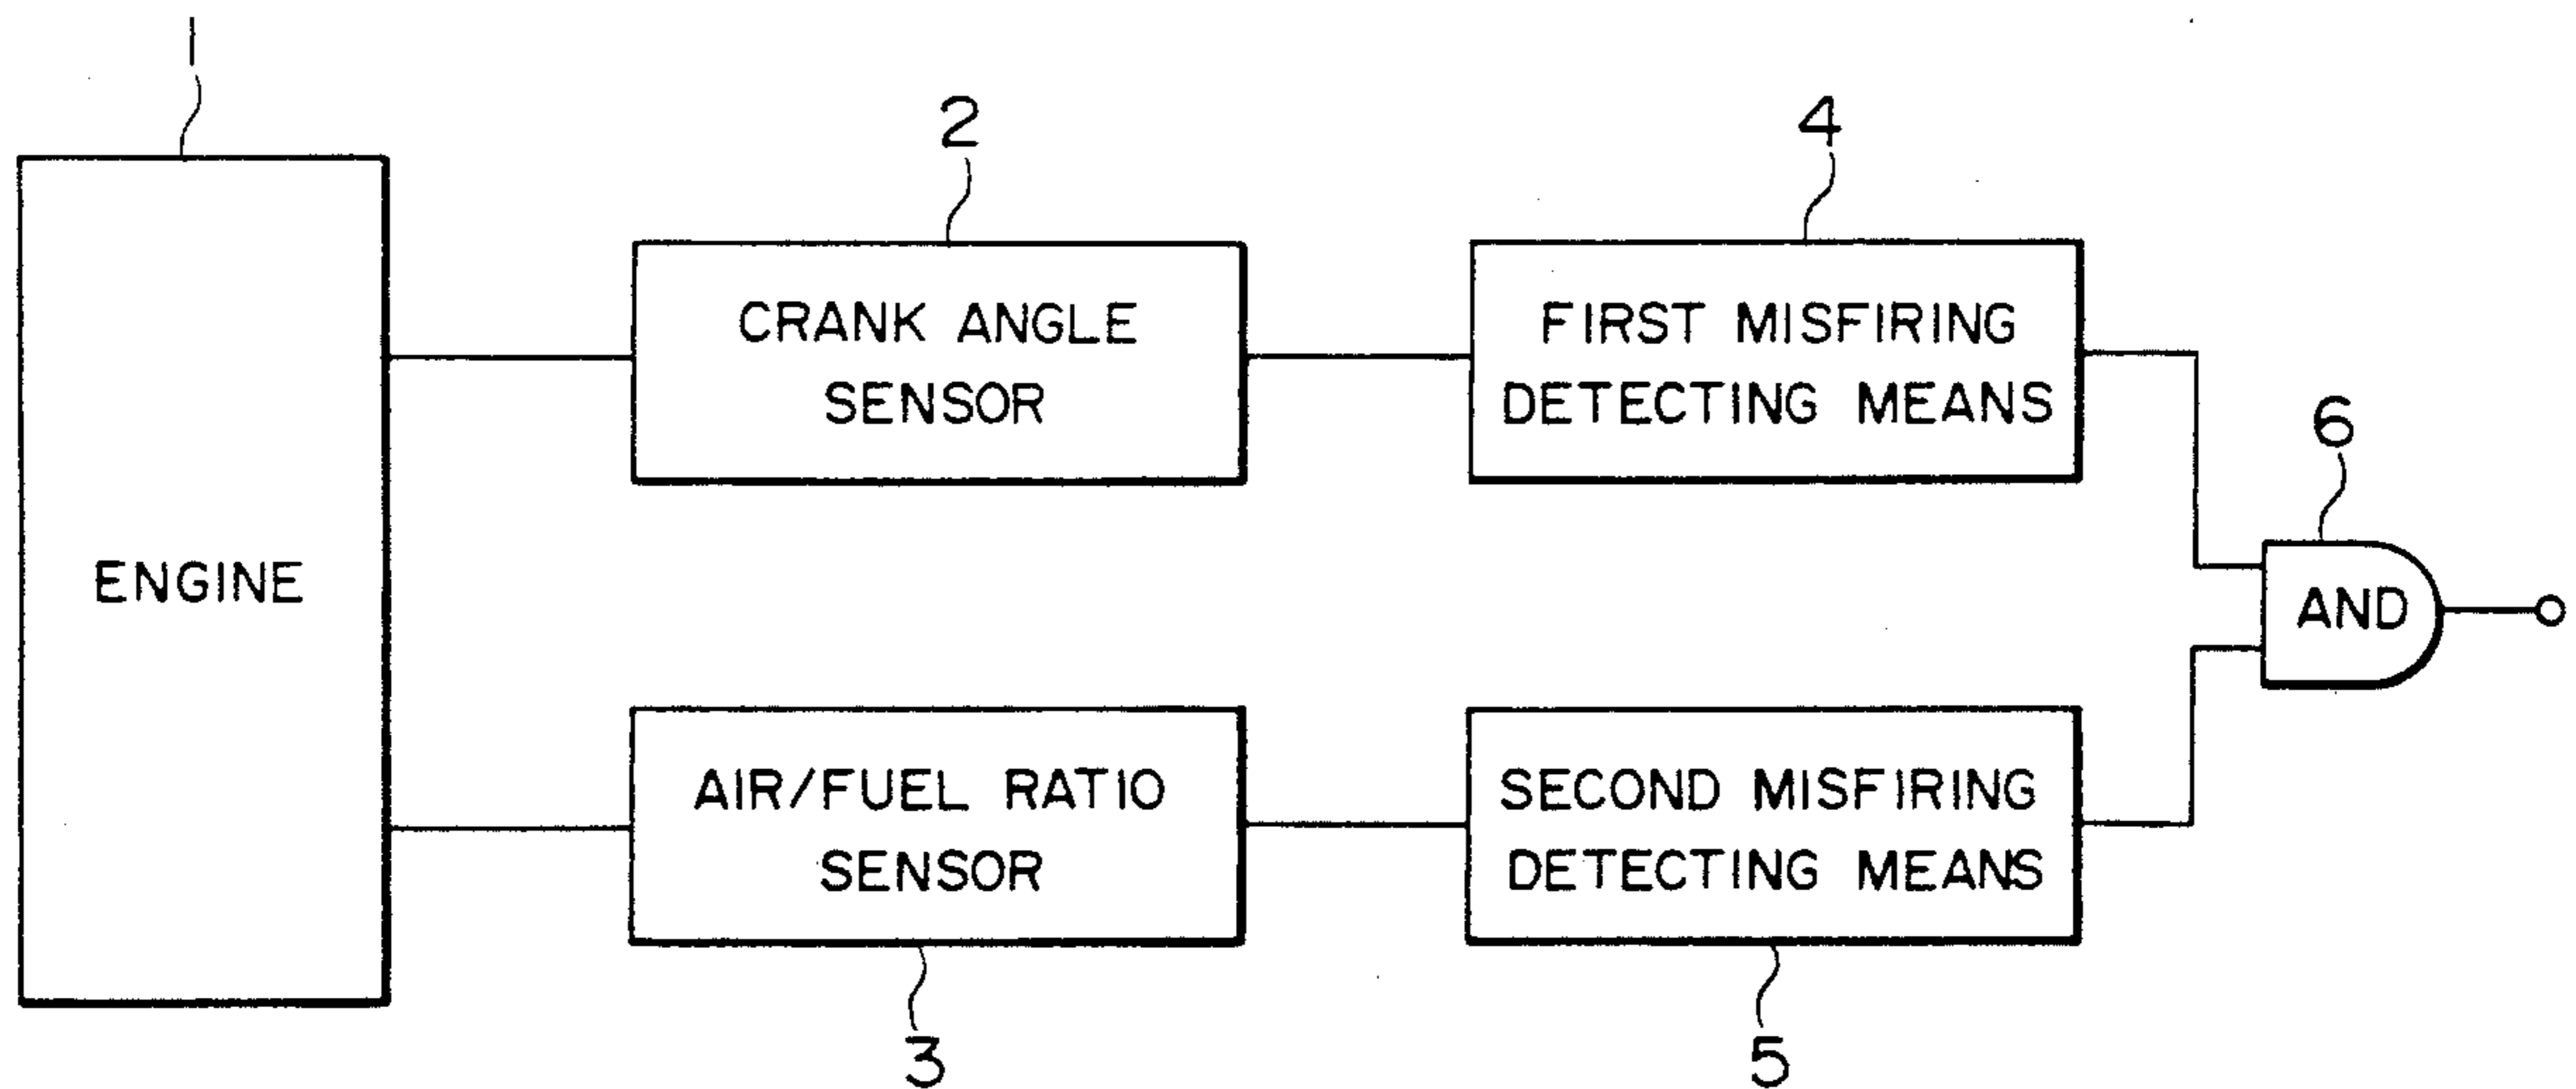 1
ENGINE
2
CRANK ANGLE
SENSOR
4
FIRST MISFIRING
DETECTING MEANS
6
AND
AIR/FUEL RATIO
SENSOR
3
SECOND MISFIRING
DETECTING MEANS
5